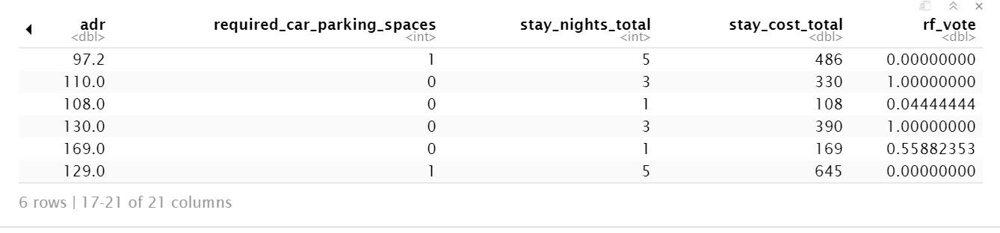 adr required_car_parking_spaces stay_nights_total stay_cost_total rf_vote
<dbl> <int> <int> <dbl> <dbl>
97.2 1 5 486 0.00000000
110.0 0 3 330 1.00000000
108.0 0 1 108 0.04444444
130.0 0 3 390 1.00000000
169.0 0 1 169 0.55882353
129.0 1 5 645 0.00000000
6 rows | 17-21 of 21 columns